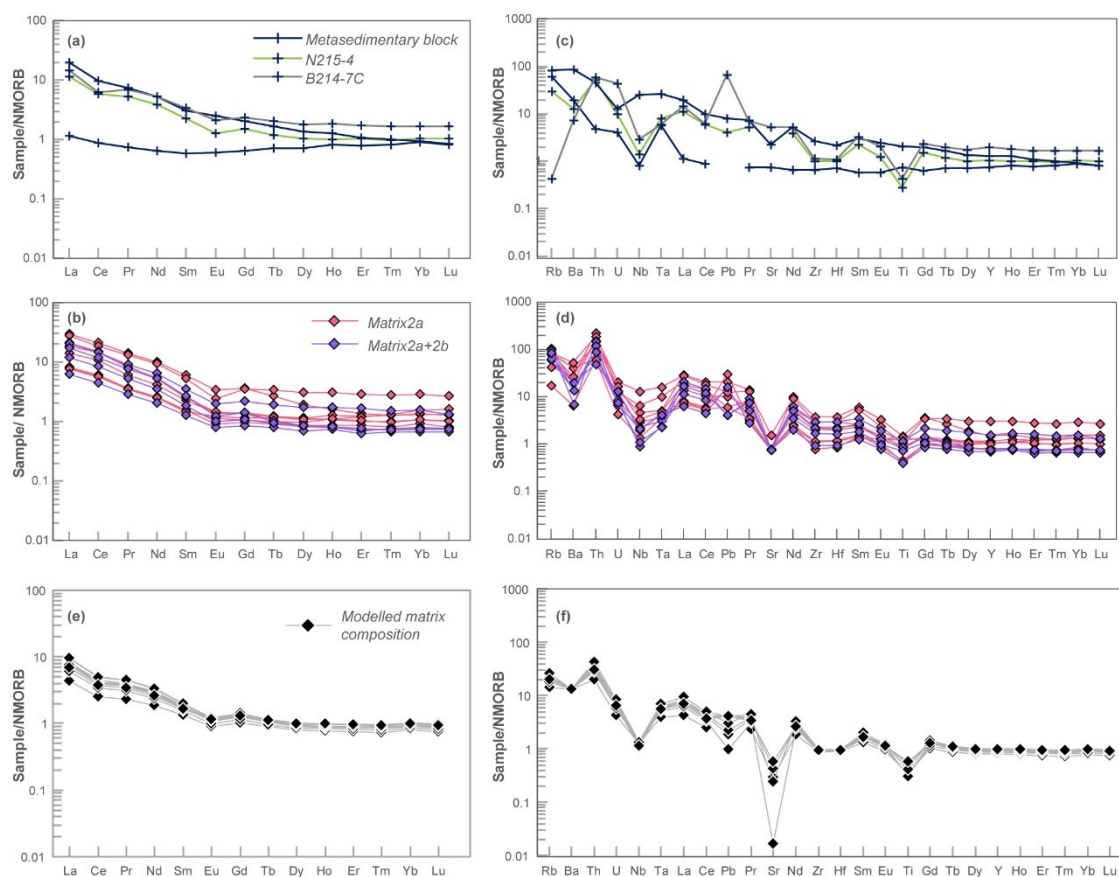 100
10
1
0.1
0.01
Sample/NMORB
(a)
Metasedimentary block
N215-4
B214-7C
La Ce Pr Nd Sm Eu Gd Tb Dy Ho Er Tm Yb Lu
1000
100
10
1
0.1
0.01
Sample/NMORB
(c)
Rb Ba Th U Nb Ta La Ce Pb Pr Sr Nd Zr Hf Sm Eu Ti Gd Tb Dy Y Ho Er Tm Yb Lu
100
10
1
0.1
0.01
Sample/ NMORB
(b)
Matrix2a
Matrix2a+2b
La Ce Pr Nd Sm Eu Gd Tb Dy Ho Er Tm Yb Lu
1000
100
10
1
0.1
0.01
Sample/NMORB
(d)
Rb Ba Th U Nb Ta La Ce Pb Pr Sr Nd Zr Hf Sm Eu Ti Gd Tb Dy Y Ho Er Tm Yb Lu
100
10
1
0.1
0.01
Sample/NMORB
(e)
Modelled matrix
composition
La Ce Pr Nd Sm Eu Gd Tb Dy Ho Er Tm Yb Lu
1000
100
10
1
0.1
0.01
Sample/NMORB
(f)
Rb Ba Th U Nb Ta La Ce Pb Pr Sr Nd Zr Hf Sm Eu Ti Gd Tb Dy Y Ho Er Tm Yb Lu